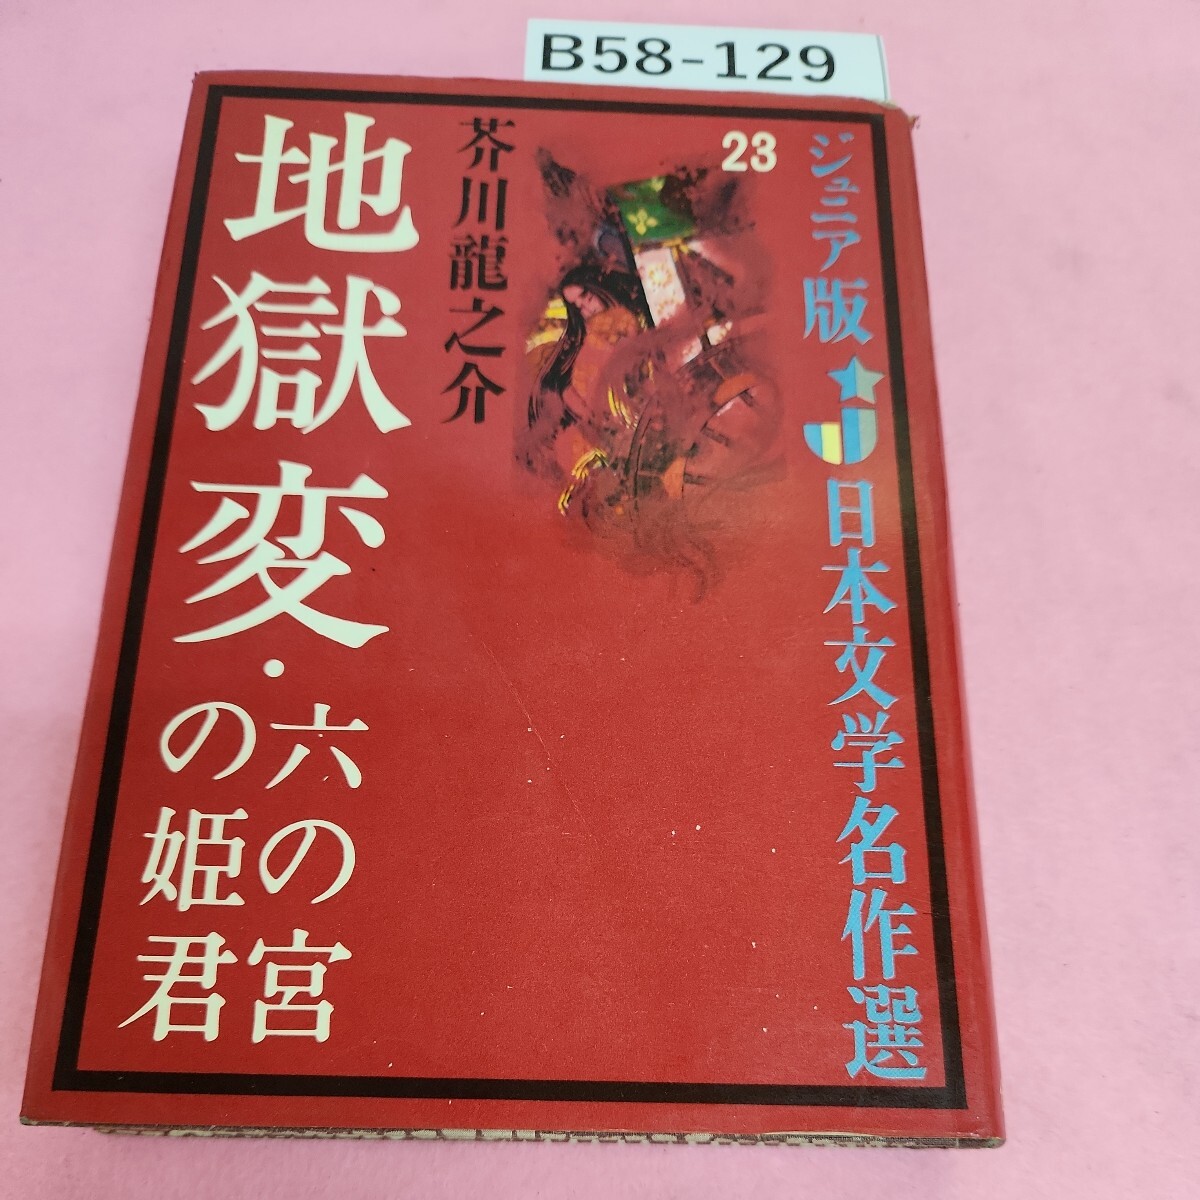 B58-129
ジュニア版
日本文学名作選
23
芥川龍之介
地獄変・六の宮
の姫君